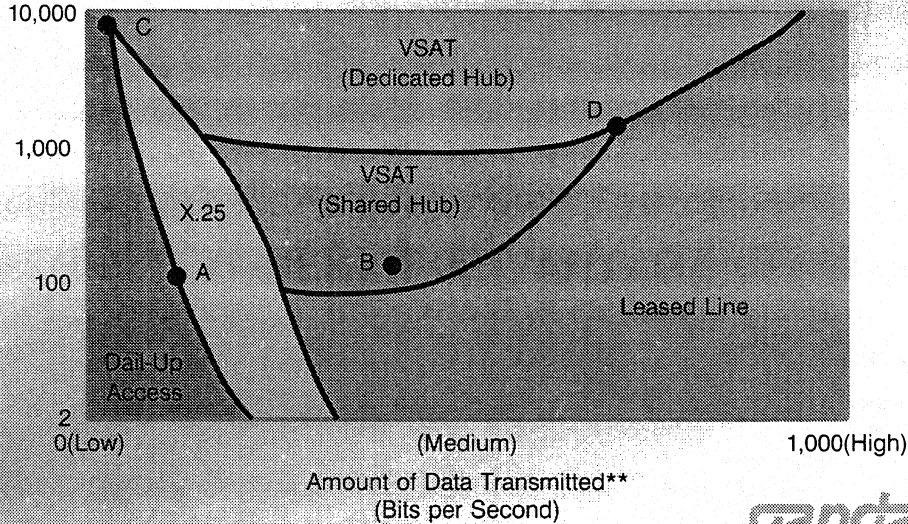 10,000
C
VSAT
(Dedicated Hub)
D
1,000
VSAT
(Shared Hub)
X.25
B
A
100
Leased Line
Dail-Up
Access
2
0(Low)
(Medium)
1,000(High)
Amount of Data Transmitted**
(Bits per Second)